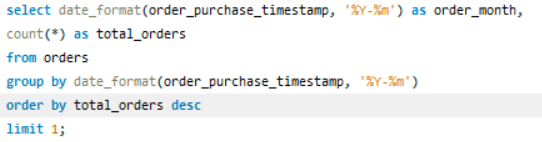 select date_format(order_purchase_timestamp, '%Y-%m') as order_month,
count(*) as total_orders
from orders
group by date_format(order_purchase_timestamp, '%Y-%m')
order by total_orders desc
limit 1;